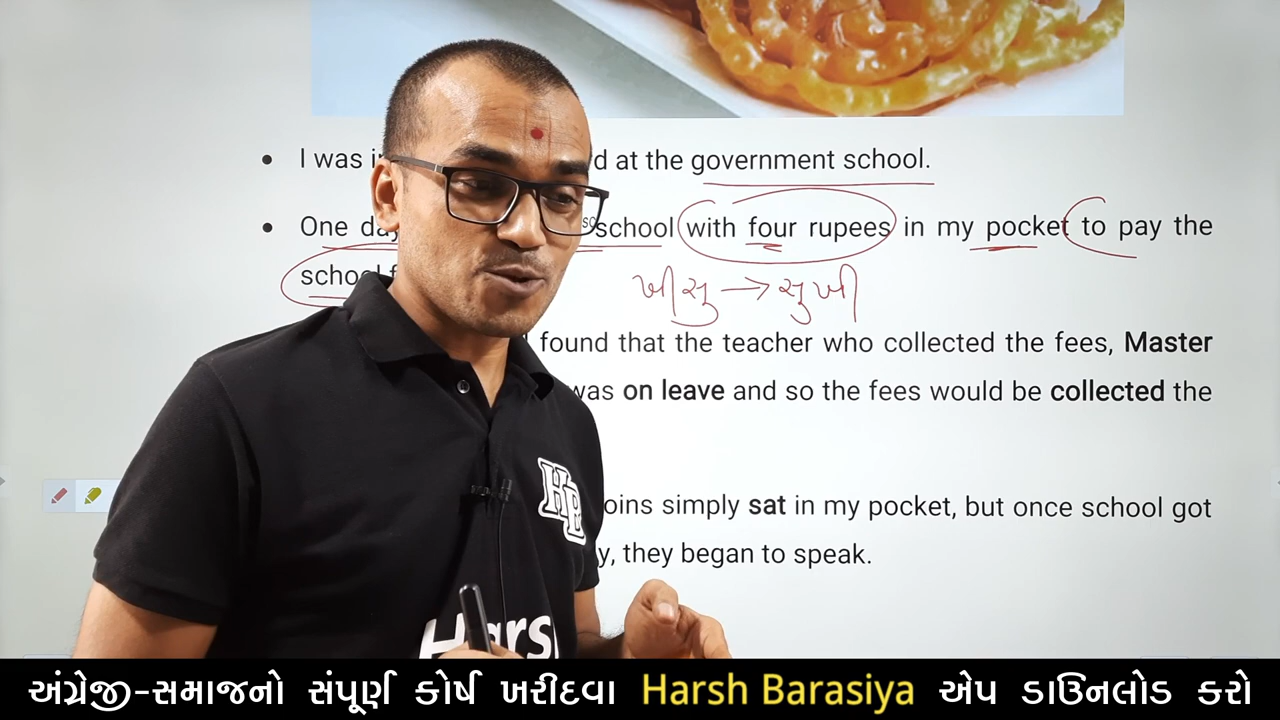 I was d at the government school.
One day school with four rupees in my pocket to pay the
school
ખીસુ → સુખી
found that the teacher who collected the fees, Master
was on leave and so the fees would be collected the
oins simply sat in my pocket, but once school got
y, they began to speak.
HB
Harsh
અંગ્રેજી-સમાજનો સંપૂર્ણ કોર્ષ ખરીદવા Harsh Barasiya એપ ડાઉનલોડ કરો